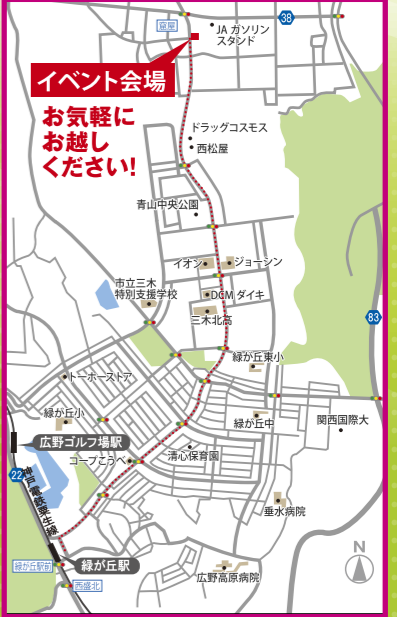 窟屋
38
JA ガソリン
スタンド
イベント会場
お気軽に
お越し
ください!
ドラッグコスモス
西松屋
青山中央公園
イオン
ジョーシン
市立三木
特別支援学校
DCM ダイキ
三木北高
83
緑が丘東小
トーホーストア
緑が丘小
緑が丘中
関西国際大
広野ゴルフ場駅
コープこうべ
清心保育園
22
神戸電鉄粟生線
垂水病院
N
緑が丘駅前
緑が丘駅
西盛北
広野高原病院